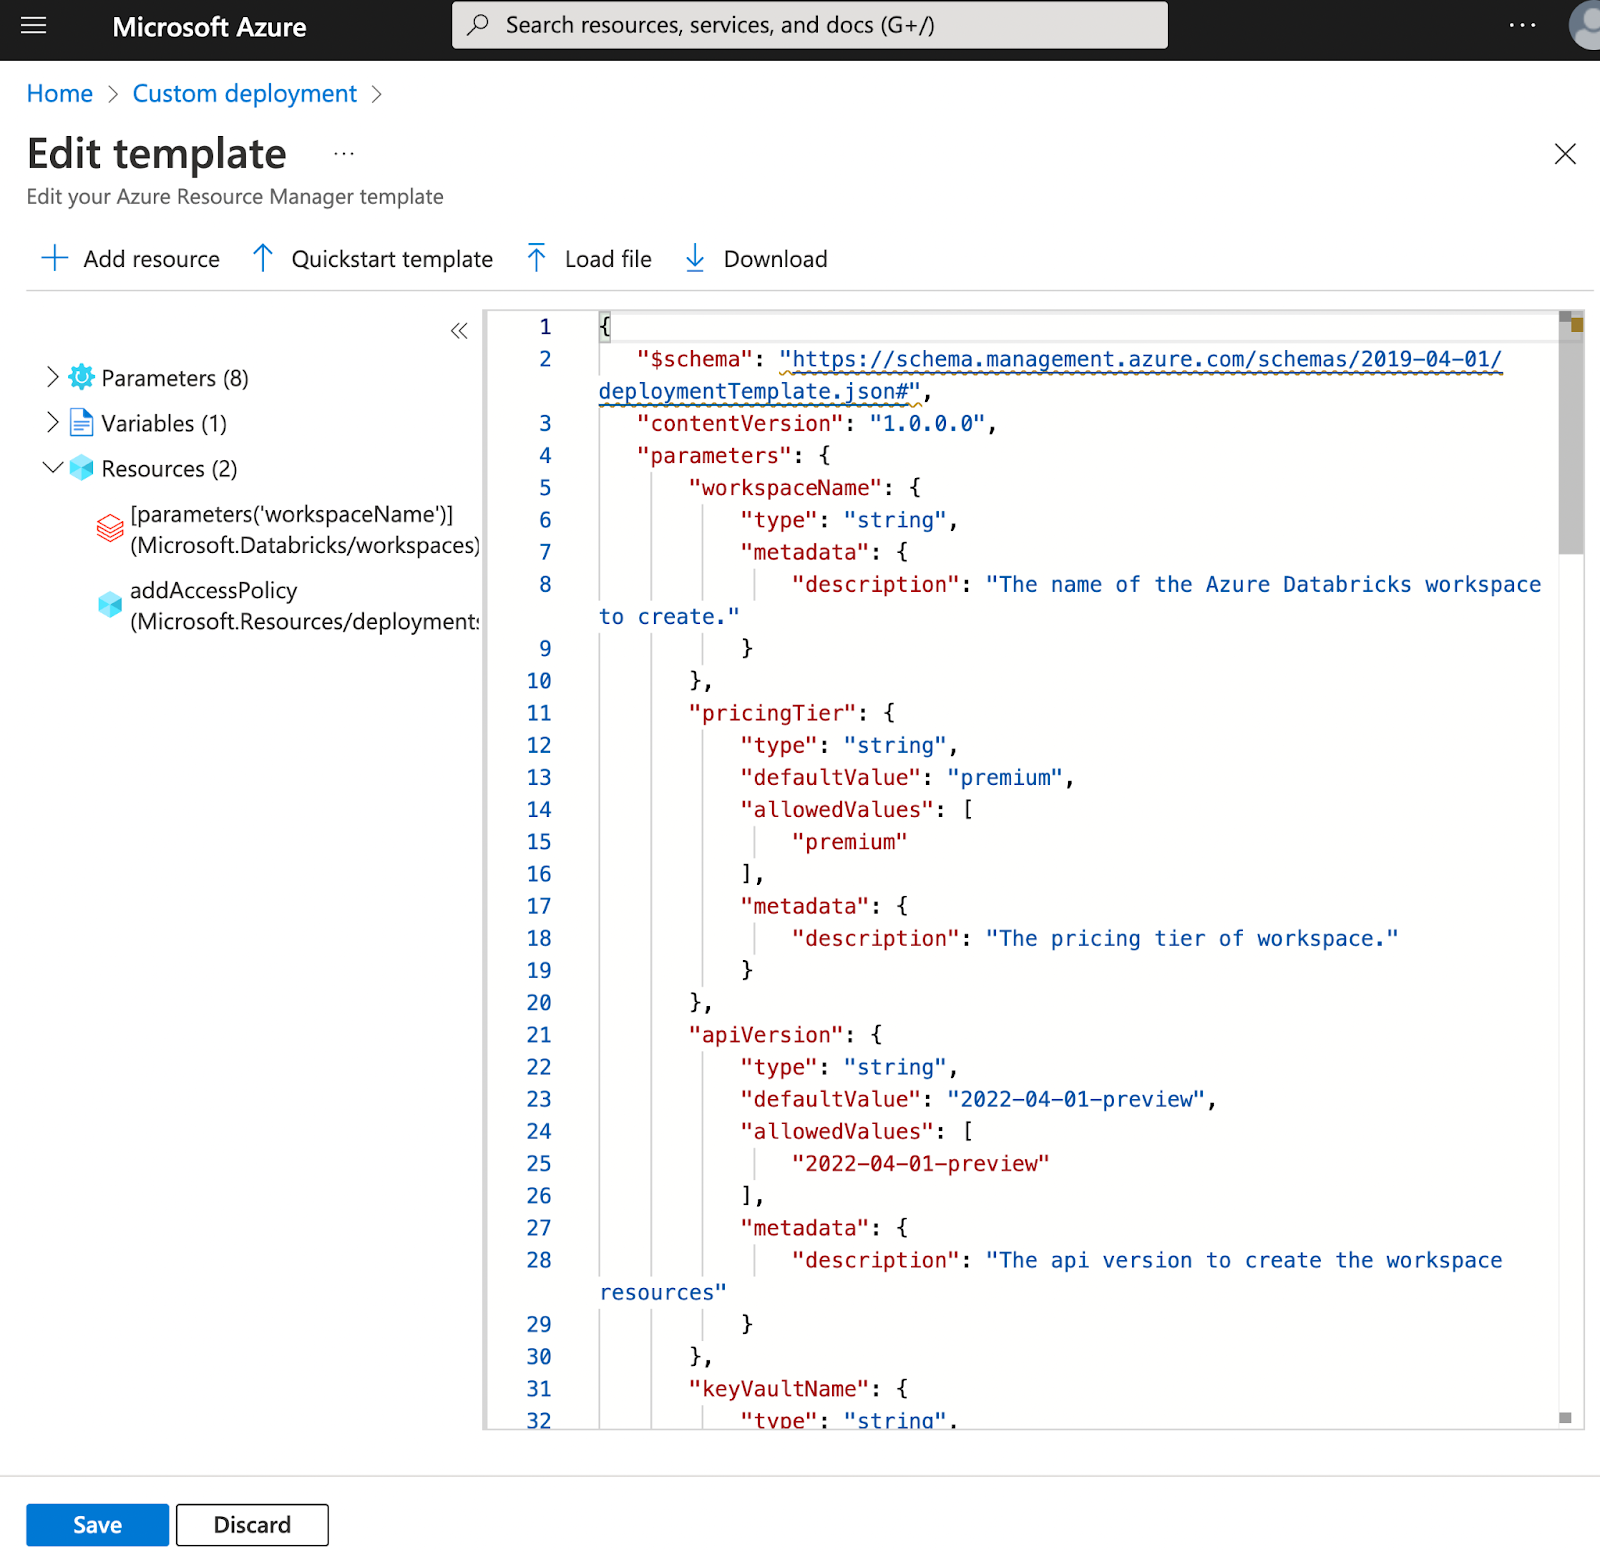 Microsoft Azure
Search resources, services, and docs (G+/)
...
Home > Custom deployment >
Edit template ...
Edit your Azure Resource Manager template
Add resource
Quickstart template
Load file
Download
Parameters (8)
Variables (1)
Resources (2)
[parameters('workspaceName')]
(Microsoft.Databricks/workspaces)
addAccessPolicy
(Microsoft.Resources/deployments
1 {
2 "$schema": "https://schema.management.azure.com/schemas/2019-04-01/
deploymentTemplate.json#",
3 "contentVersion": "1.0.0.0",
4 "parameters": {
5 "workspaceName": {
6 "type": "string",
7 "metadata": {
8 "description": "The name of the Azure Databricks workspace
to create."
9 }
10 },
11 "pricingTier": {
12 "type": "string",
13 "defaultValue": "premium",
14 "allowedValues": [
15 "premium"
16 ],
17 "metadata": {
18 "description": "The pricing tier of workspace."
19 }
20 },
21 "apiVersion": {
22 "type": "string",
23 "defaultValue": "2022-04-01-preview",
24 "allowedValues": [
25 "2022-04-01-preview"
26 ],
27 "metadata": {
28 "description": "The api version to create the workspace
resources"
29 }
30 },
31 "keyVaultName": {
32 "type": "string",
Save
Discard